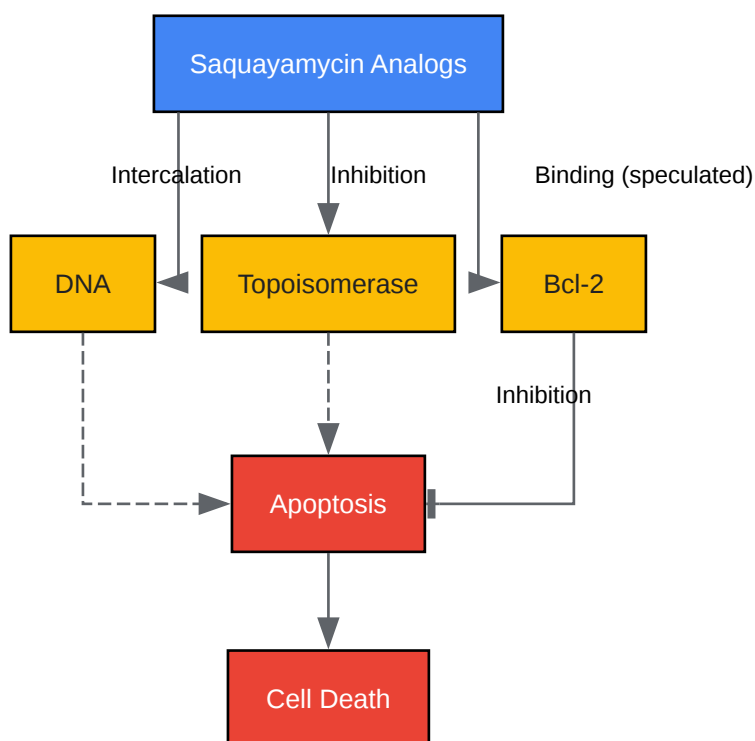 Saquayamycin Analogs
Intercalation
Inhibition
Binding (speculated)
DNA
Topoisomerase
Bcl-2
Inhibition
Apoptosis
Cell Death